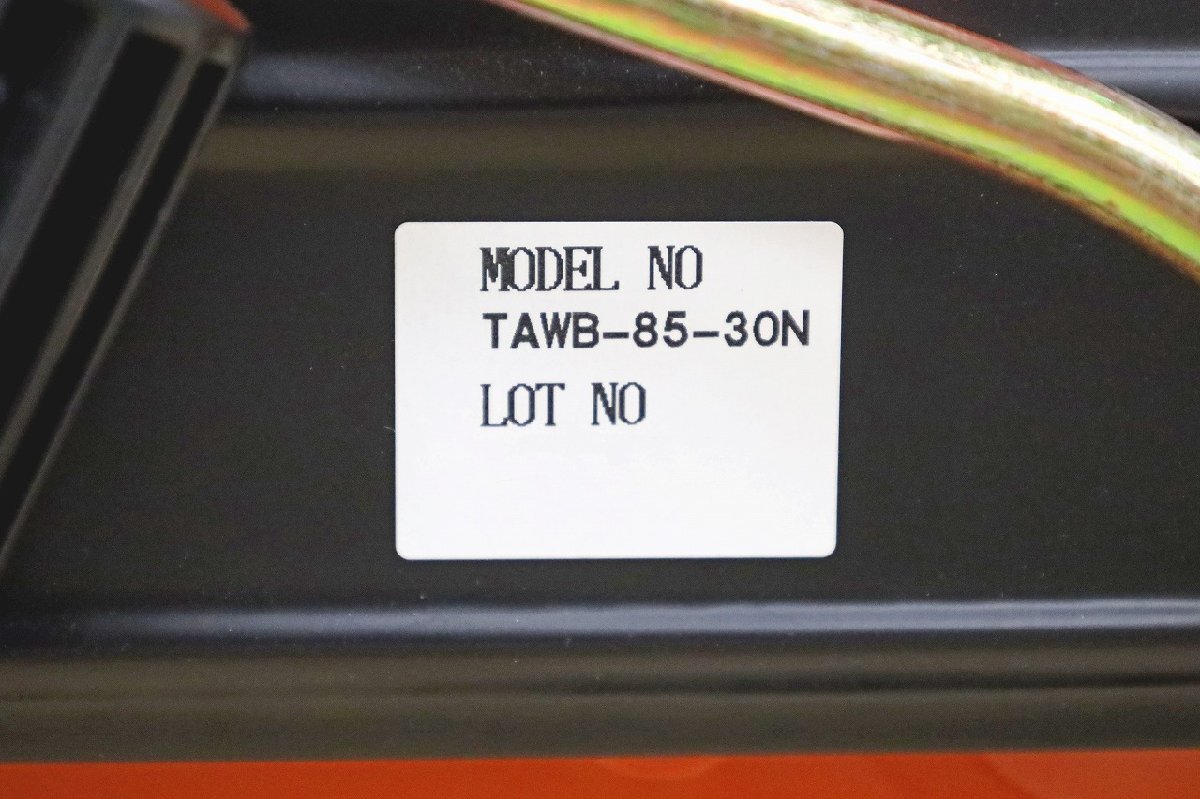 MODEL NO
TAWB-85-30N
LOT NO